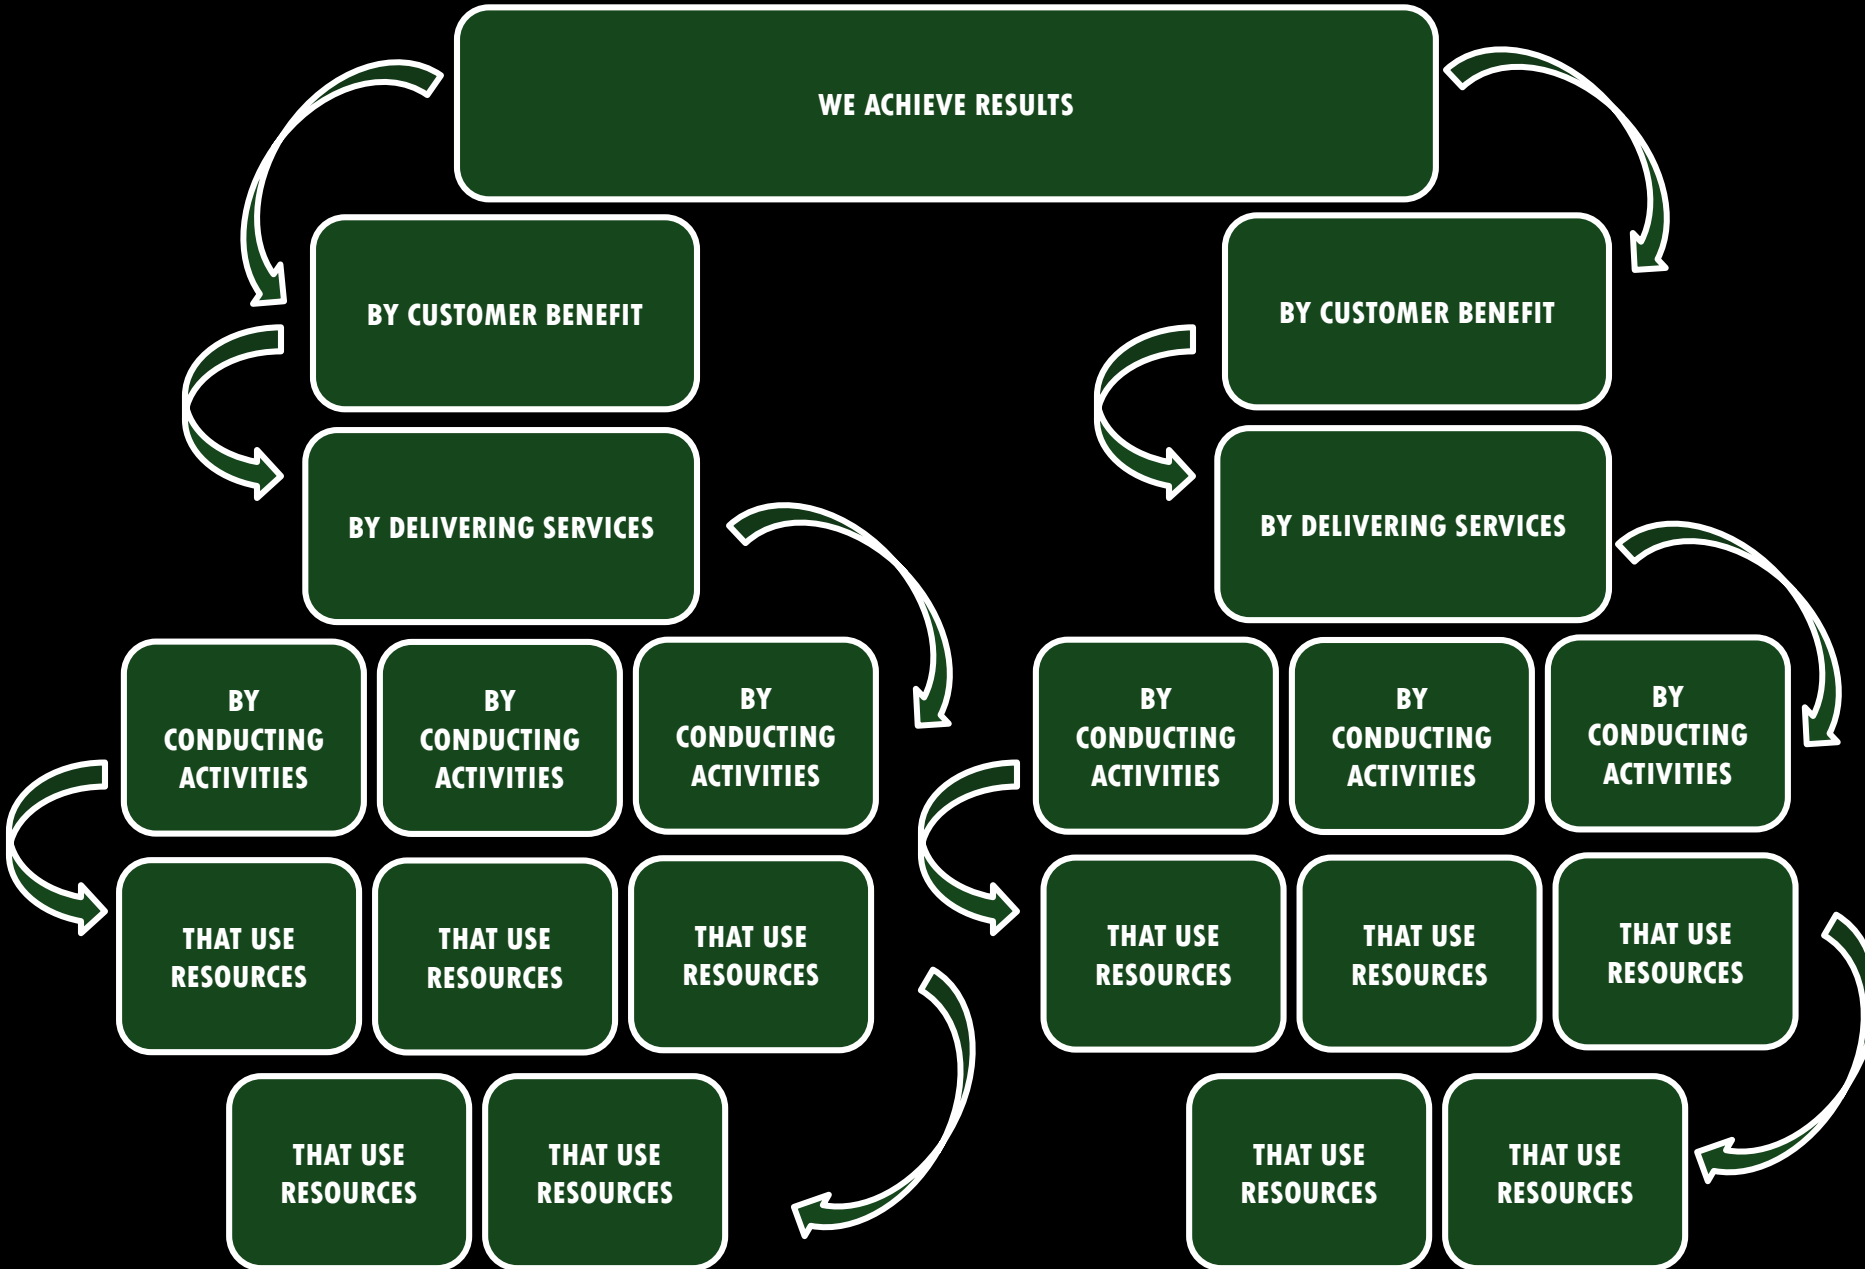 WE ACHIEVE RESULTS
BY CUSTOMER BENEFIT
BY CUSTOMER BENEFIT
BY DELIVERING SERVICES
BY DELIVERING SERVICES
BY
CONDUCTING
ACTIVITIES
BY
CONDUCTING
ACTIVITIES
BY
CONDUCTING
ACTIVITIES
BY
CONDUCTING
ACTIVITIES
BY
CONDUCTING
ACTIVITIES
BY
CONDUCTING
ACTIVITIES
THAT USE
RESOURCES
THAT USE
RESOURCES
THAT USE
RESOURCES
THAT USE
RESOURCES
THAT USE
RESOURCES
THAT USE
RESOURCES
THAT USE
RESOURCES
THAT USE
RESOURCES
THAT USE
RESOURCES
THAT USE
RESOURCES